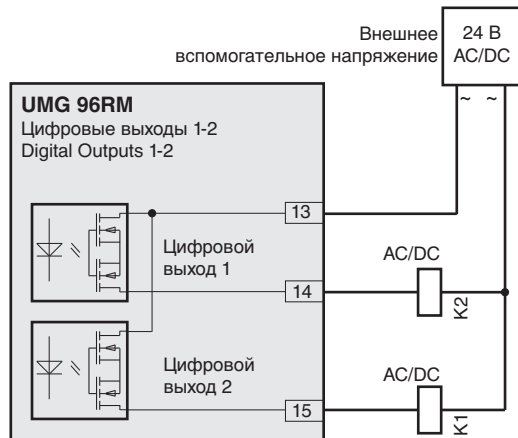 Внешнее
вспомогательное напряжение
24 В
AC/DC
~ ~
UMG 96RM
Цифровые выходы 1-2
Digital Outputs 1-2
13
Цифровой
выход 1
14
AC/DC
K2
Цифровой
выход 2
15
AC/DC
K1